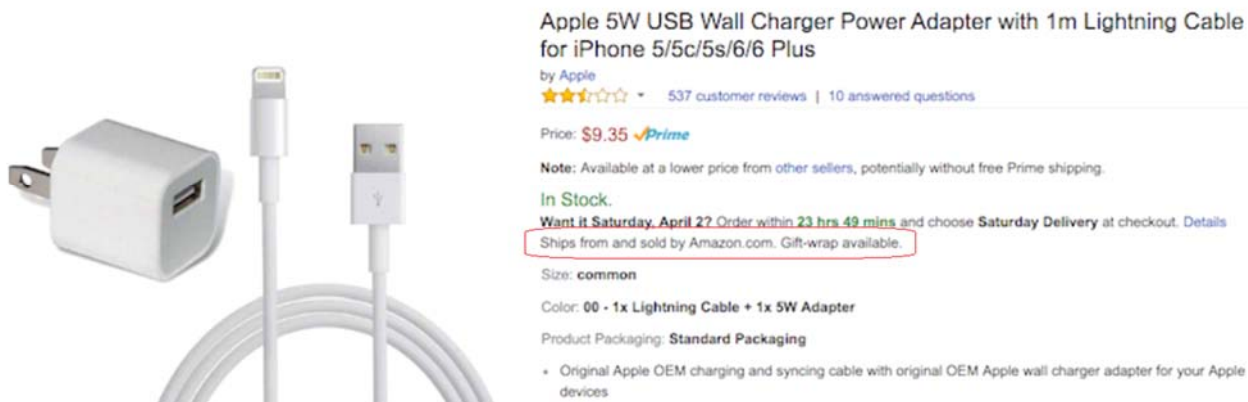 Apple 5W USB Wall Charger Power Adapter with 1m Lightning Cable
for iPhone 5/5c/5s/6/6 Plus
by Apple
537 customer reviews | 10 answered questions
Price: $9.35 Prime
Note: Available at a lower price from other sellers, potentially without free Prime shipping.
In Stock.
Want it Saturday, April 2? Order within 23 hrs 49 mins and choose Saturday Delivery at checkout. Details
Ships from and sold by Amazon.com. Gift-wrap available.
Size: common
Color: 00 - 1x Lightning Cable + 1x 5W Adapter
Product Packaging: Standard Packaging
• Original Apple OEM charging and syncing cable with original OEM Apple wall charger adapter for your Apple
devices